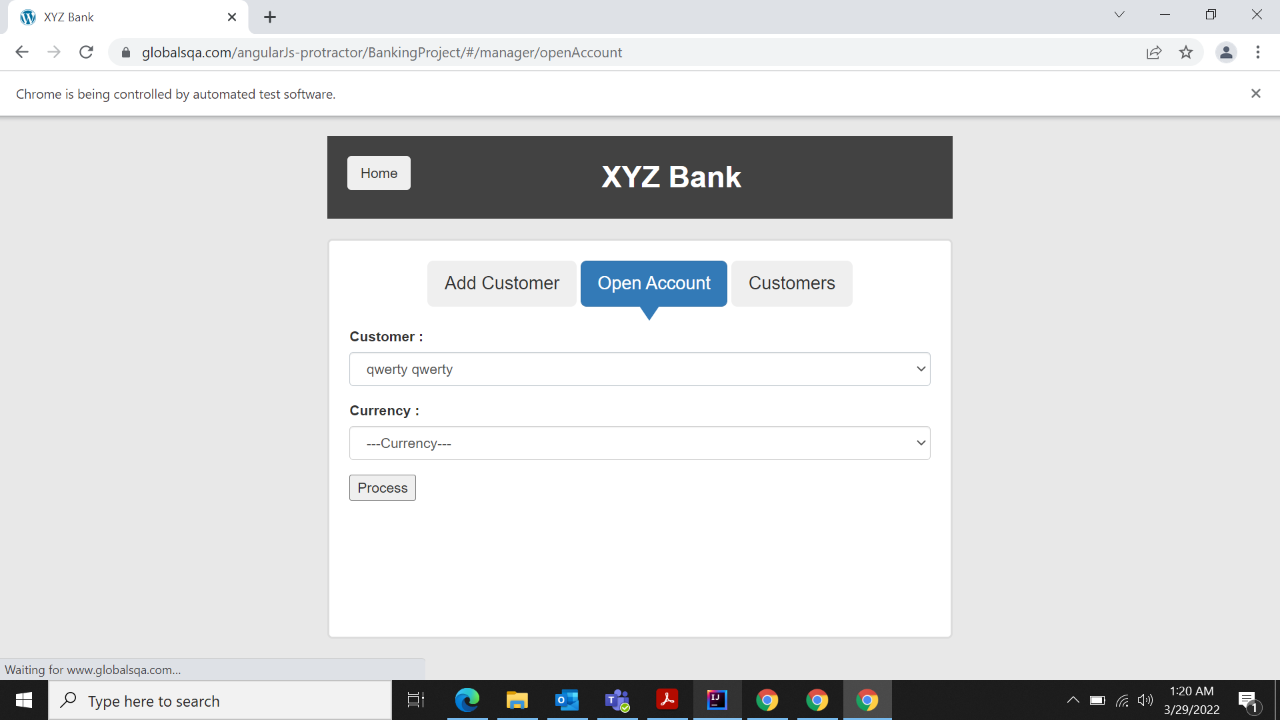 XYZ Bank
globalsqa.com/angularJs-protractor/BankingProject/#/manager/openAccount
Chrome is being controlled by automated test software.
Home
XYZ Bank
Add Customer Open Account Customers
Customer :
qwerty qwerty
Currency :
---Currency---
Process
Waiting for www.globalsqa.com...
Type here to search
1:20 AM
3/29/2022
1